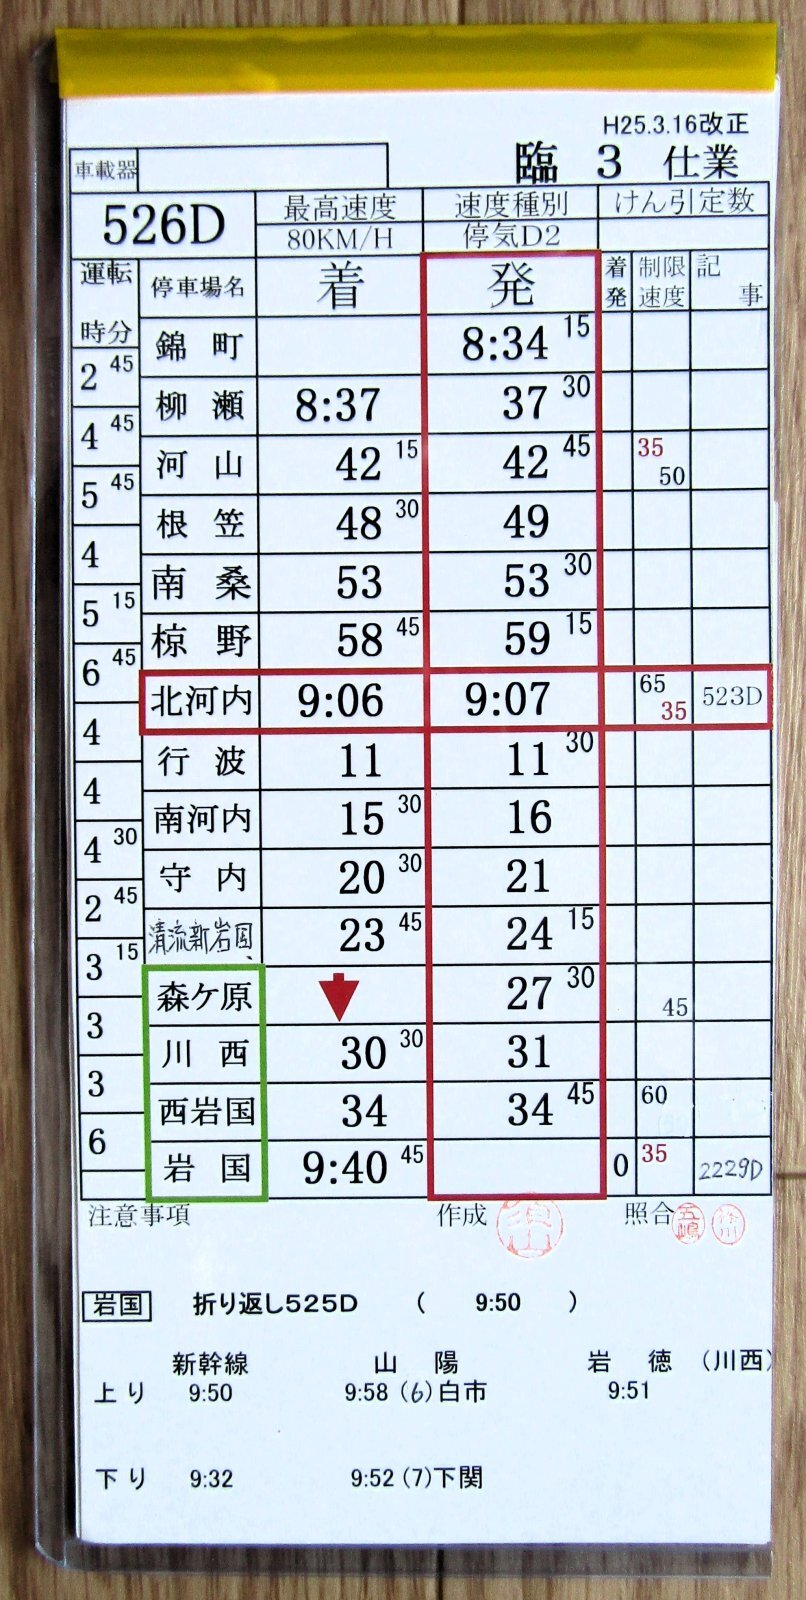 H25.3.16改正
車載器 臨 3 仕業
526D 最高速度 速度種別 けん引定数
80KM/H 停気D2
運転時分 停車場名 着 発 着発 制限速度 記事
錦町 8:34 15
2 45
柳瀬 8:37 37 30
4 45
河山 42 15 42 45 35 50
5 45
根笠 48 30 49
4
南桑 53 53 30
5 15
椋野 58 45 59 15
6 45
北河内 9:06 9:07 65 35 523D
4
行波 11 11 30
4
南河内 15 30 16
4 30
守内 20 30 21
2 45
清流新岩国 23 45 24 15
3 15
森ケ原 27 30 45
3
川西 30 30 31
3
西岩国 34 34 45 60
6
岩国 9:40 45 0 35 2229D
注意事項 作成 照合 五嶋
岩国 折り返し525D ( 9:50 )
新幹線 山陽 岩徳 (川西)
上り 9:50 9:58 (6)白市 9:51
下り 9:32 9:52 (7)下関